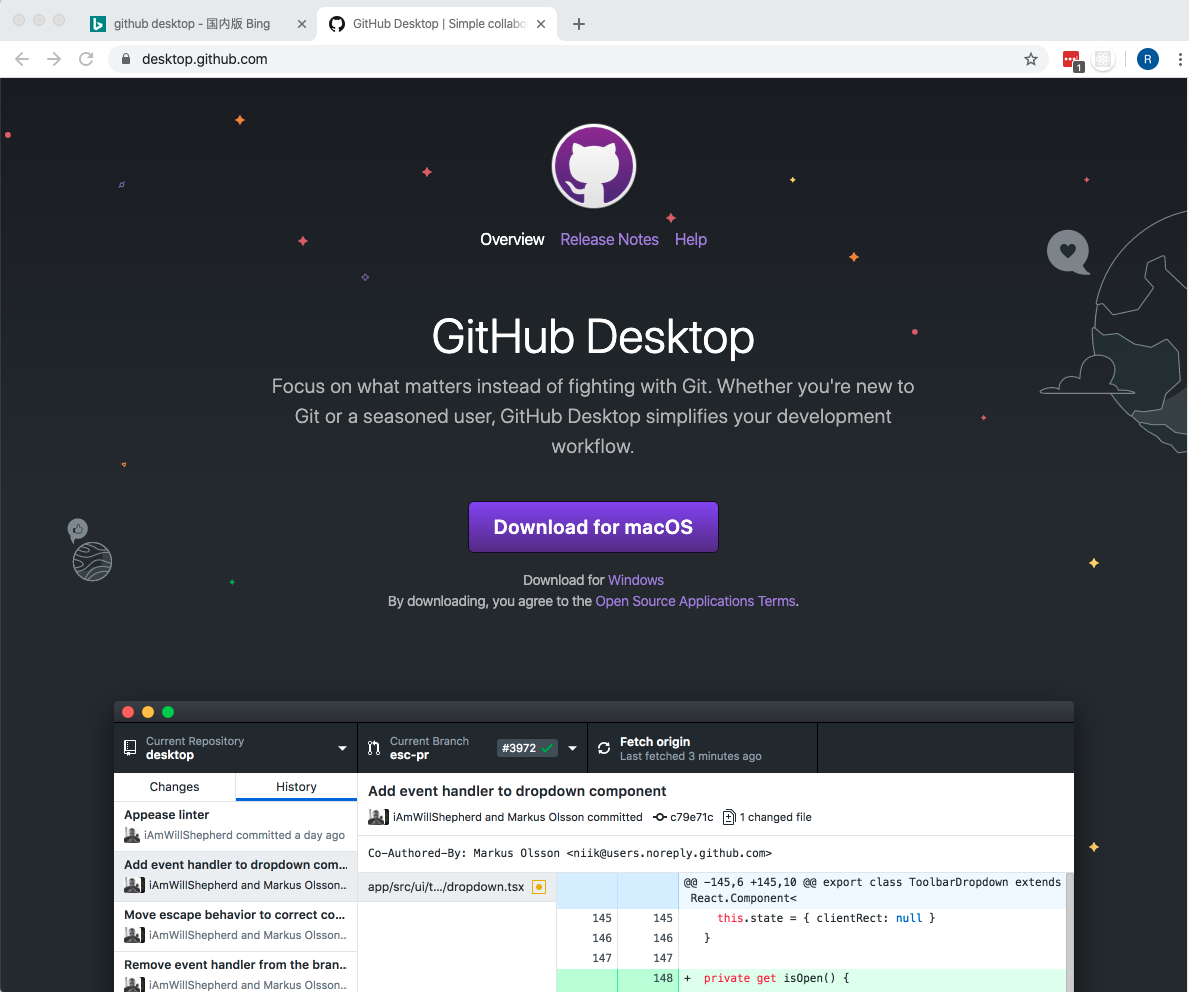 github desktop - 国内版 Bing
GitHub Desktop | Simple collabo
desktop.github.com
1
R
Overview Release Notes Help
GitHub Desktop
Focus on what matters instead of fighting with Git. Whether you're new to
Git or a seasoned user, GitHub Desktop simplifies your development
workflow.
Download for macOS
Download for Windows
By downloading, you agree to the Open Source Applications Terms.
Current Repository
desktop
Current Branch
esc-pr
#3972
Fetch origin
Last fetched 3 minutes ago
Changes
History
Appease linter
iAmWillShepherd committed a day ago
Add event handler to dropdown com...
iAmWillShepherd and Markus Olsson...
Move escape behavior to correct co...
iAmWillShepherd and Markus Olsson...
Remove event handler from the bran...
iAmWillShepherd and Markus Olsson...
Add event handler to dropdown component
iAmWillShepherd and Markus Olsson committed c79e71c 1 changed file
Co-Authored-By: Markus Olsson <niik@users.noreply.github.com>
app/src/ui/t.../dropdown.tsx
@@ -145,6 +145,10 @@ export class ToolbarDropdown extends
React.Component<
145 145 this.state = { clientRect: null }
146 146 }
147 147
148 + private get isOpen() {